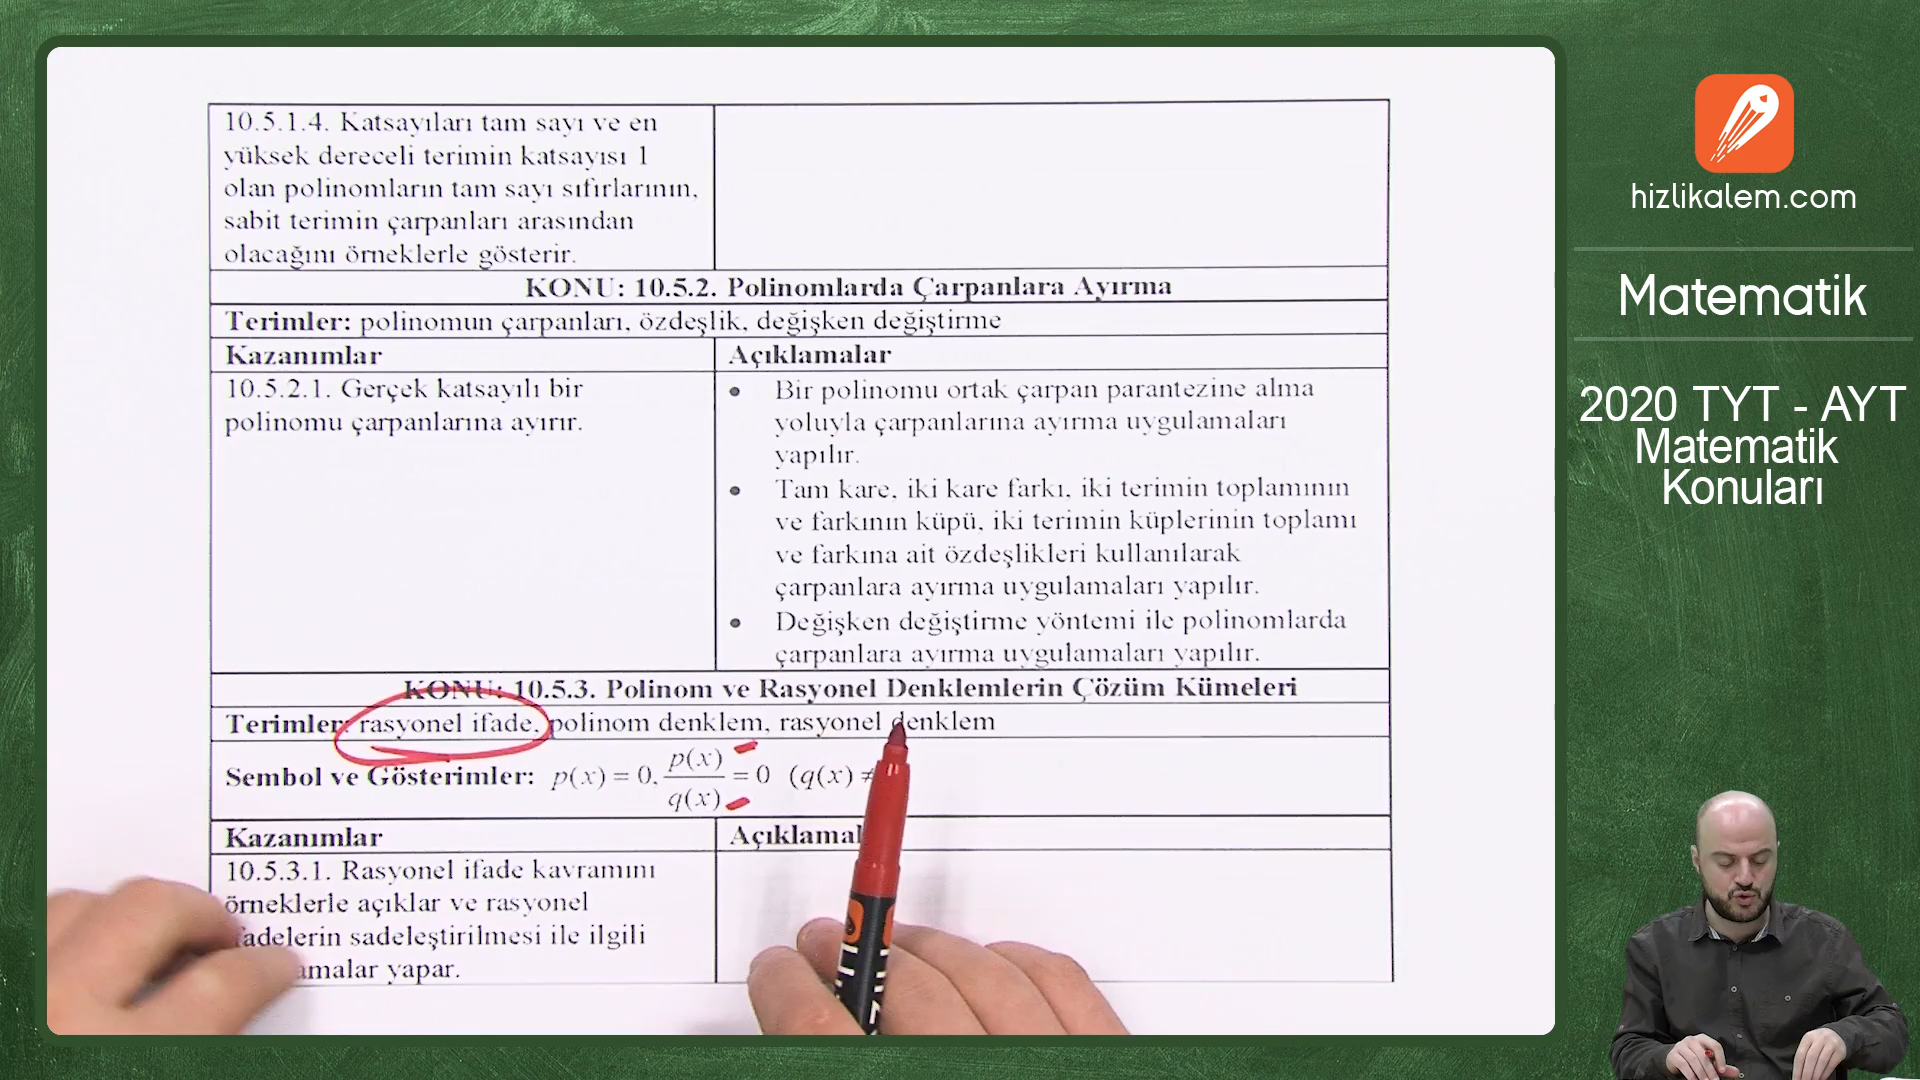 10.5.1.4. Katsayıları tam sayı ve en
yüksek dereceli terimin katsayısı 1
olan polinomların tam sayı sıfırlarının,
sabit terimin çarpanları arasından
olacağını örneklerle gösterir.
KONU: 10.5.2. Polinomlarda Çarpanlara Ayırma
Terimler: polinomun çarpanları, özdeşlik, değişken değiştirme
Kazanımlar
Açıklamalar
10.5.2.1. Gerçek katsayılı bir
polinomu çarpanlarına ayırır.
• Bir polinomu ortak çarpan parantezine alma
yoluyla çarpanlarına ayırma uygulamaları
yapılır.
• Tam kare, iki kare farkı, iki terimin toplamının
ve farkının küpü, iki terimin küplerinin toplamı
ve farkına ait özdeşlikleri kullanılarak
çarpanlara ayırma uygulamaları yapılır.
• Değişken değiştirme yöntemi ile polinomlarda
çarpanlara ayırma uygulamaları yapılır.
KONU: 10.5.3. Polinom ve Rasyonel Denklemlerin Çözüm Kümeleri
Terimler: rasyonel ifade, polinom denklem, rasyonel denklem
Sembol ve Gösterimler: p(x) = 0, p(x)/q(x) = 0 (q(x) ≠
Kazanımlar
Açıklamal
10.5.3.1. Rasyonel ifade kavramını
örneklerle açıklar ve rasyonel
fadelerin sadeleştirilmesi ile ilgili
amalar yapar.
hizlikalem.com
Matematik
2020 TYT - AYT
Matematik
Konuları